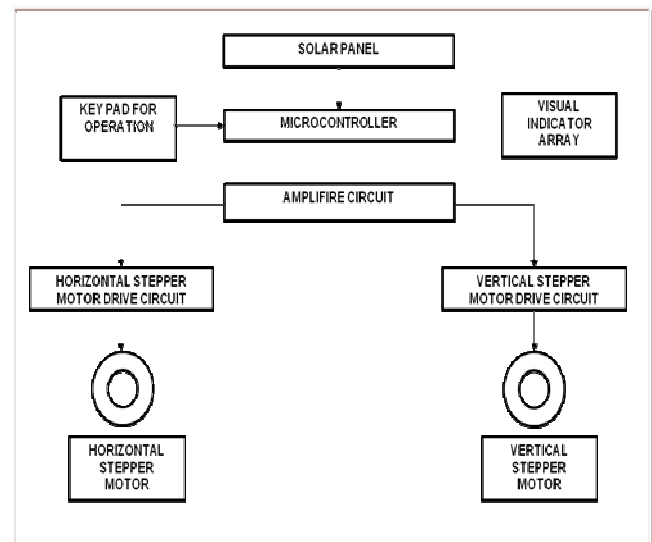 SOLAR PANEL
KEY PAD FOR
OPERATION
MICROCONTROLLER
VISUAL
INDICATOR
ARRAY
AMPLIFIRE CIRCUIT
HORIZONTAL STEPPER
MOTOR DRIVE CIRCUIT
VERTICAL STEPPER
MOTOR DRIVE CIRCUIT
HORIZONTAL
STEPPER
MOTOR
VERTICAL
STEPPER
MOTOR